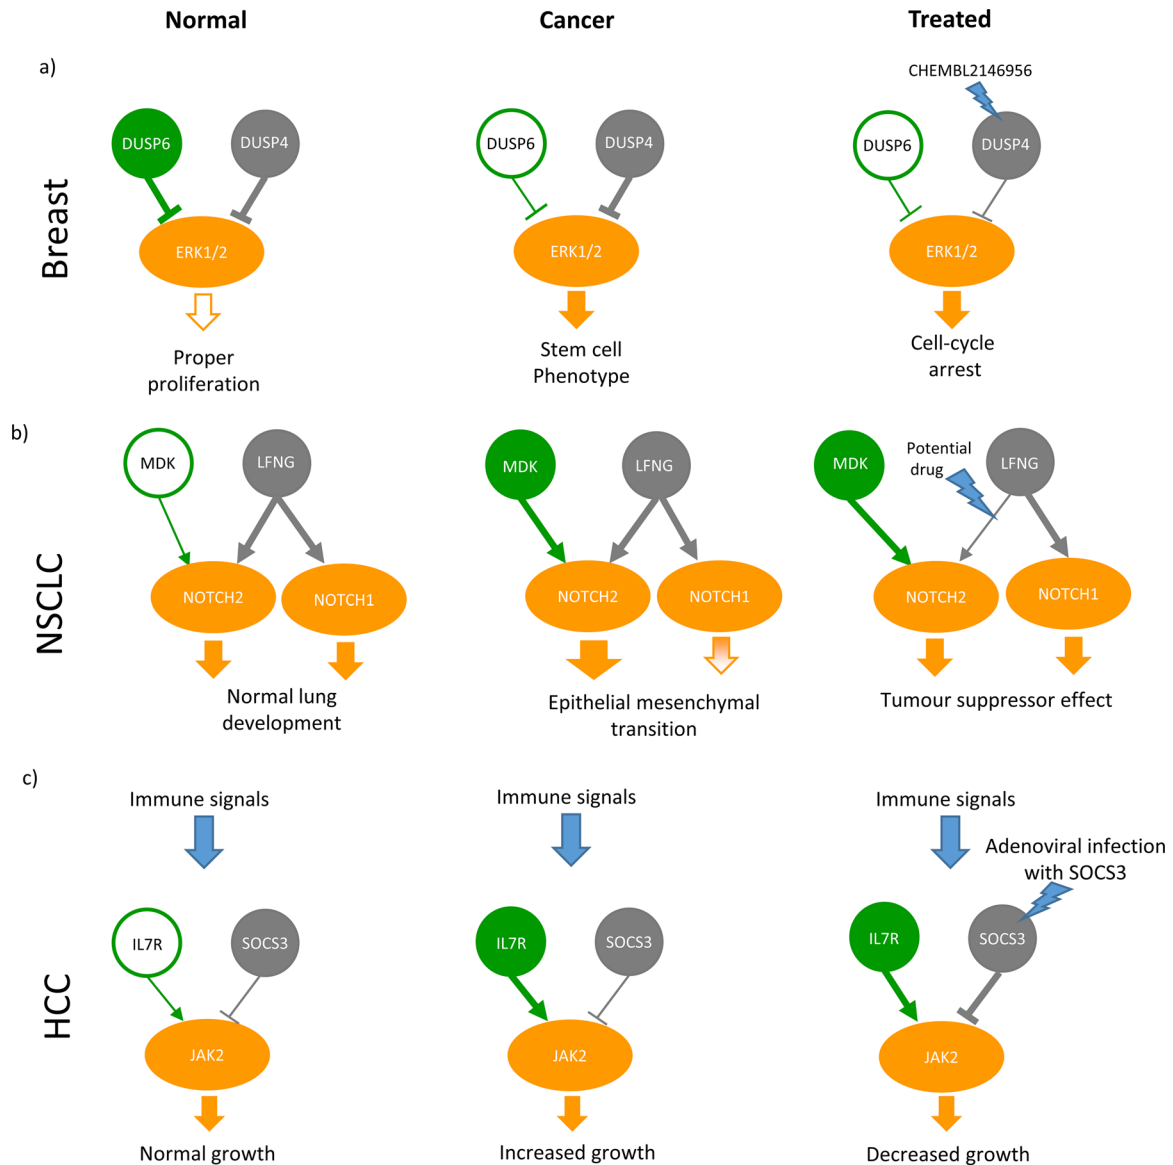 Normal
Cancer
Treated
a)
Breast
DUSP6
DUSP4
ERK1/2
Proper
proliferation
DUSP6
DUSP4
ERK1/2
Stem cell
Phenotype
CHEMBL2146956
DUSP6
DUSP4
ERK1/2
Cell-cycle
arrest
b)
NSCLC
MDK
LFNG
NOTCH2
NOTCH1
Normal lung
development
MDK
LFNG
NOTCH2
NOTCH1
Epithelial mesenchymal
transition
MDK
Potential
drug
LFNG
NOTCH2
NOTCH1
Tumour suppressor effect
c)
HCC
Immune signals
IL7R
SOCS3
JAK2
Normal growth
Immune signals
IL7R
SOCS3
JAK2
Increased growth
Immune signals
Adenoviral infection
with SOCS3
IL7R
SOCS3
JAK2
Decreased growth